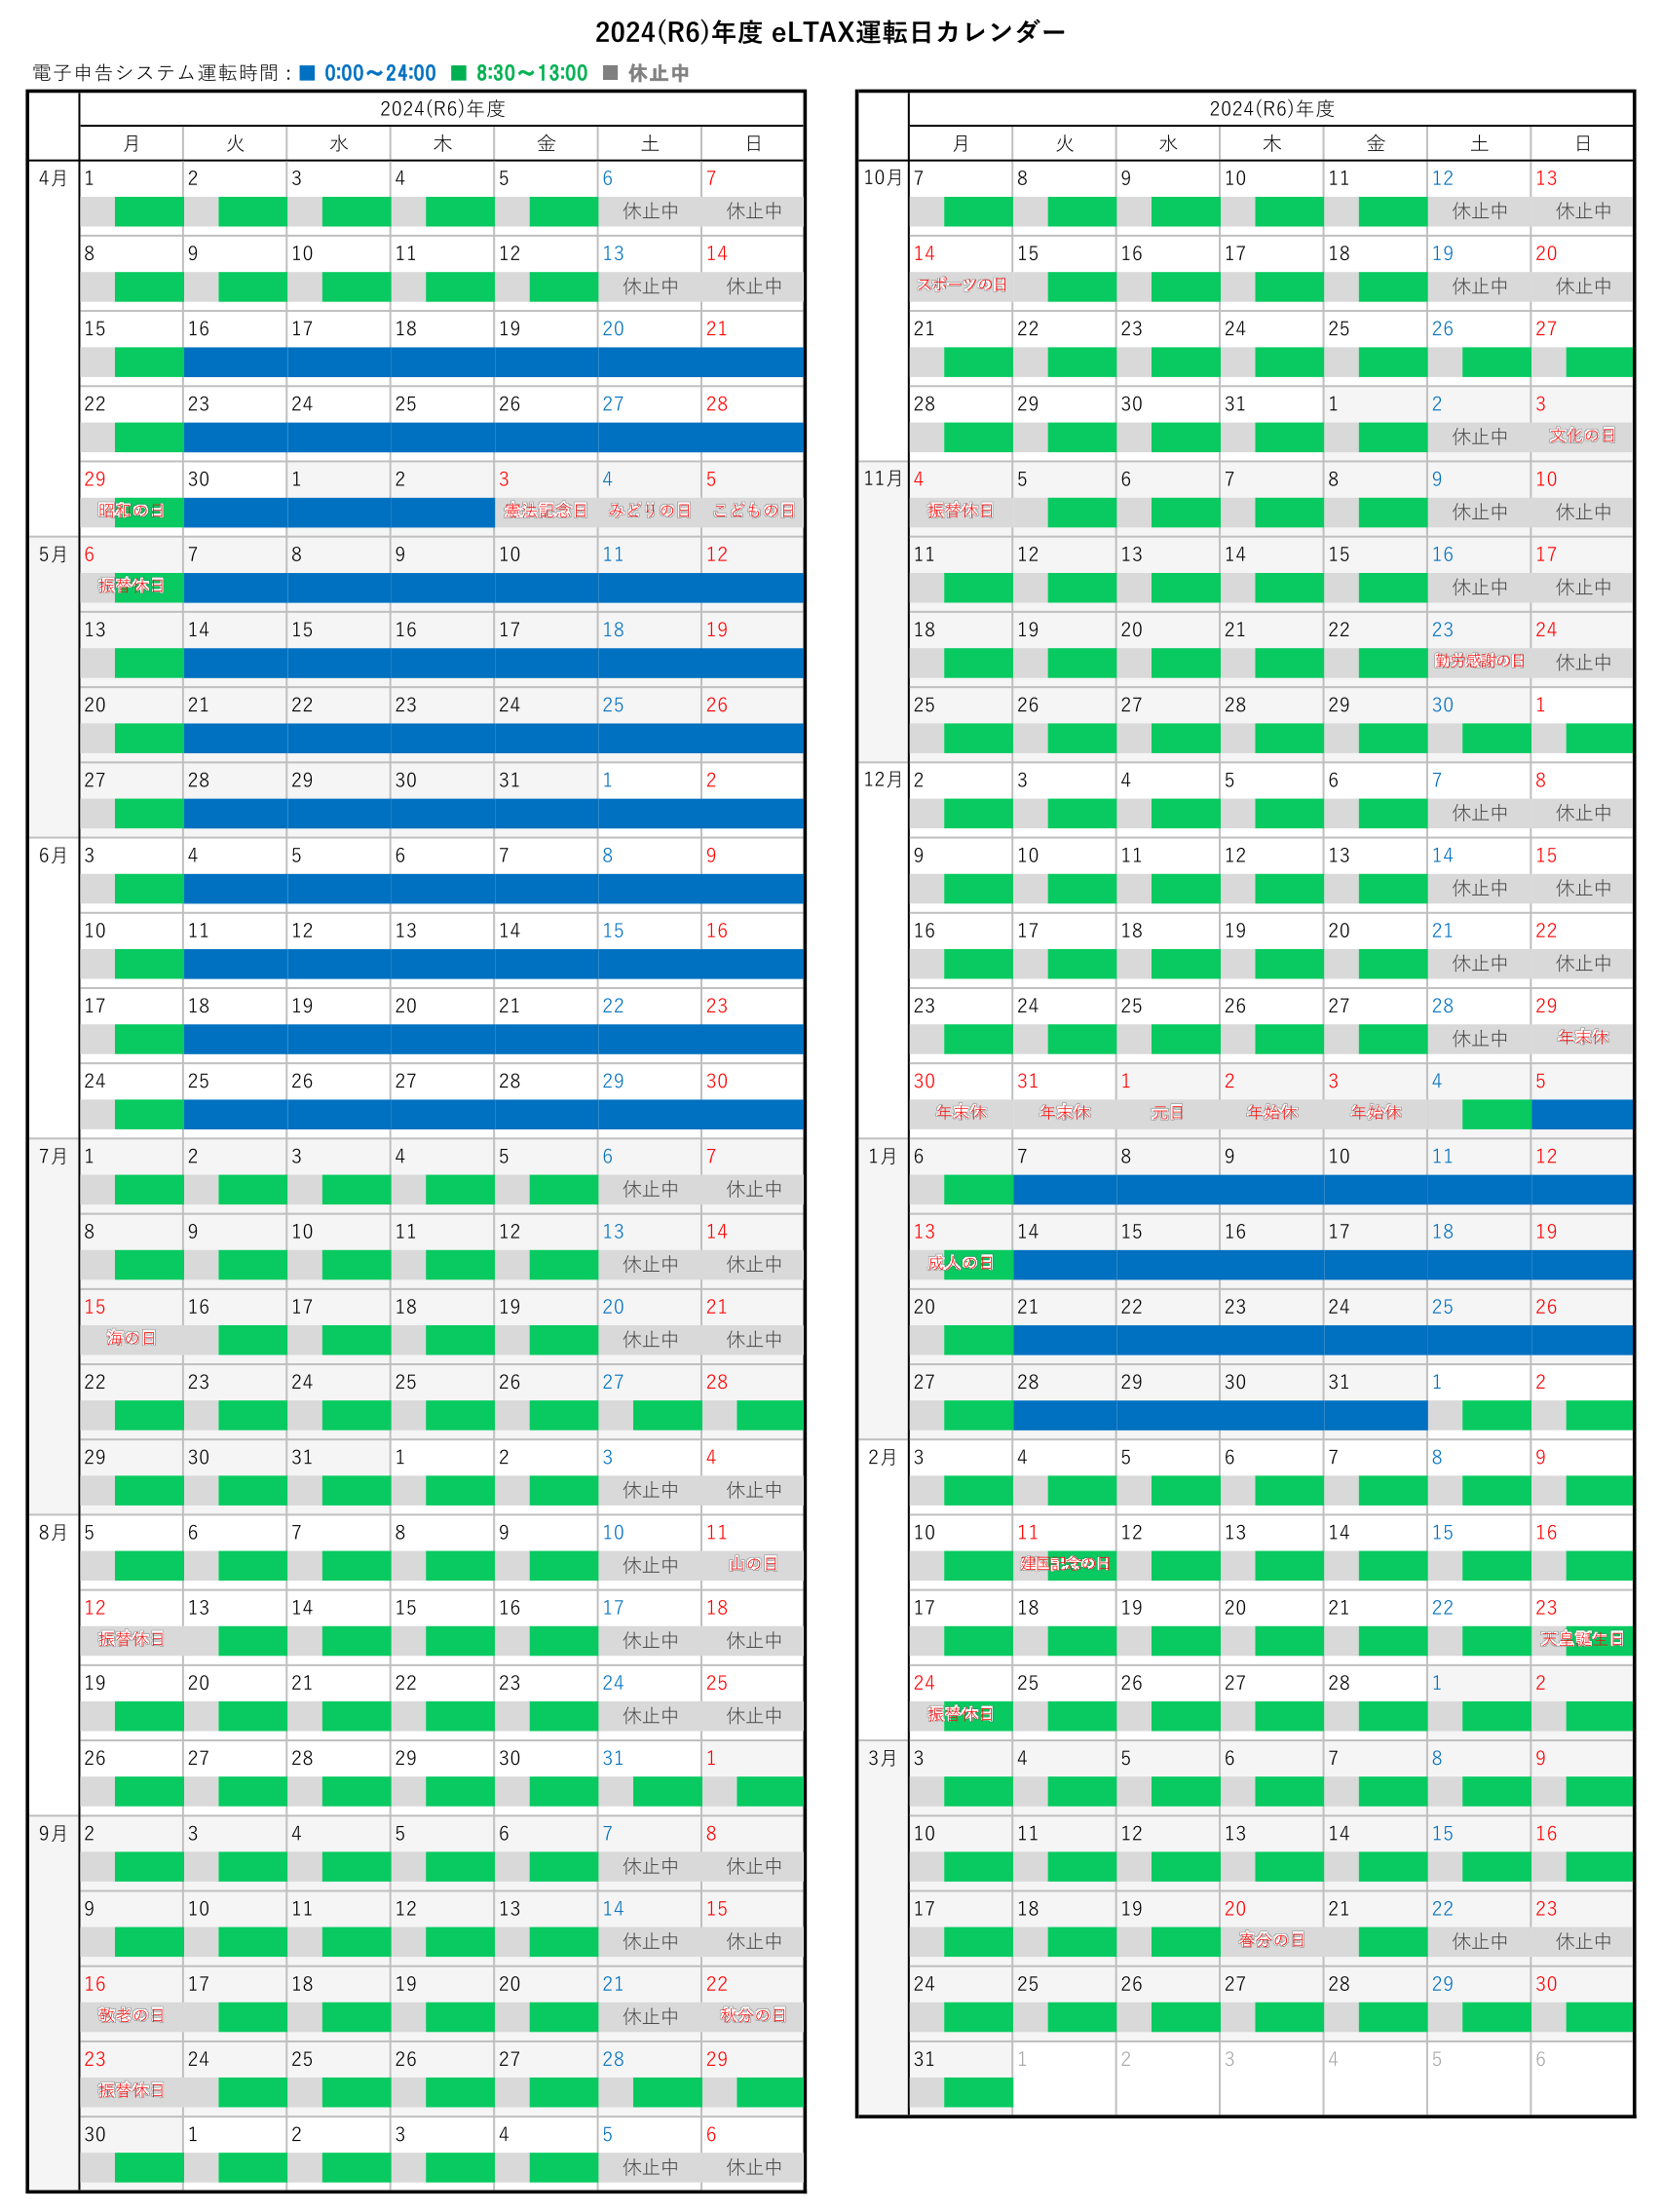 2024(R6)年度 eLTAX運転日カレンダー
電子申告システム運転時間：■ 0:00～24:00 ■ 8:30～13:00 ■ 休止中
2024(R6)年度
月 火 水 木 金 土 日
4月 1 2 3 4 5 6 7
休止中 休止中
8 9 10 11 12 13 14
休止中 休止中
15 16 17 18 19 20 21
22 23 24 25 26 27 28
29 30 1 2 3 4 5
昭和の日 憲法記念日 みどりの日 こどもの日
5月 6 7 8 9 10 11 12
振替休日
13 14 15 16 17 18 19
20 21 22 23 24 25 26
27 28 29 30 31 1 2
6月 3 4 5 6 7 8 9
10 11 12 13 14 15 16
17 18 19 20 21 22 23
24 25 26 27 28 29 30
7月 1 2 3 4 5 6 7
休止中 休止中
8 9 10 11 12 13 14
休止中 休止中
15 16 17 18 19 20 21
海の日 休止中 休止中
22 23 24 25 26 27 28
29 30 31 1 2 3 4
休止中 休止中
8月 5 6 7 8 9 10 11
休止中 山の日
12 13 14 15 16 17 18
振替休日 休止中 休止中
19 20 21 22 23 24 25
休止中 休止中
26 27 28 29 30 31 1
9月 2 3 4 5 6 7 8
休止中 休止中
9 10 11 12 13 14 15
休止中 休止中
16 17 18 19 20 21 22
敬老の日 休止中 秋分の日
23 24 25 26 27 28 29
振替休日
30 1 2 3 4 5 6
休止中 休止中
2024(R6)年度
月 火 水 木 金 土 日
10月 7 8 9 10 11 12 13
休止中 休止中
14 15 16 17 18 19 20
スポーツの日 休止中 休止中
21 22 23 24 25 26 27
28 29 30 31 1 2 3
休止中 文化の日
11月 4 5 6 7 8 9 10
振替休日 休止中 休止中
11 12 13 14 15 16 17
休止中 休止中
18 19 20 21 22 23 24
勤労感謝の日 休止中
25 26 27 28 29 30 1
12月 2 3 4 5 6 7 8
休止中 休止中
9 10 11 12 13 14 15
休止中 休止中
16 17 18 19 20 21 22
休止中 休止中
23 24 25 26 27 28 29
休止中 年末休
30 31 1 2 3 4 5
年末休 年末休 元日 年始休 年始休
1月 6 7 8 9 10 11 12
13 14 15 16 17 18 19
成人の日
20 21 22 23 24 25 26
27 28 29 30 31 1 2
2月 3 4 5 6 7 8 9
10 11 12 13 14 15 16
建国記念の日
17 18 19 20 21 22 23
天皇誕生日
24 25 26 27 28 1 2
振替休日
3月 3 4 5 6 7 8 9
10 11 12 13 14 15 16
17 18 19 20 21 22 23
春分の日 休止中 休止中
24 25 26 27 28 29 30
31 1 2 3 4 5 6